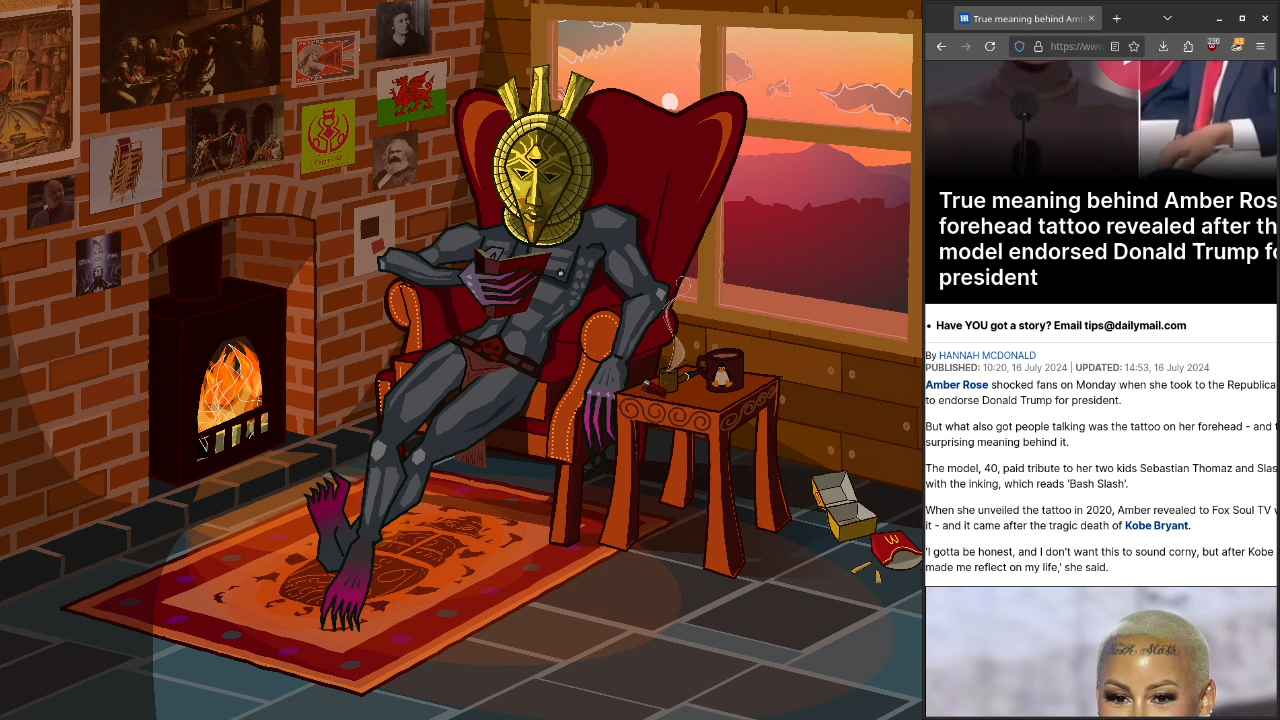 True meaning behind Amb
https://www
230
43
True meaning behind Amber Ros
forehead tattoo revealed after th
model endorsed Donald Trump fo
president
• Have YOU got a story? Email tips@dailymail.com
By HANNAH MCDONALD
PUBLISHED: 10:20, 16 July 2024 | UPDATED: 14:53, 16 July 2024
Amber Rose shocked fans on Monday when she took to the Republica
to endorse Donald Trump for president.
But what also got people talking was the tattoo on her forehead - and t
surprising meaning behind it.
The model, 40, paid tribute to her two kids Sebastian Thomaz and Slas
with the inking, which reads 'Bash Slash'.
When she unveiled the tattoo in 2020, Amber revealed to Fox Soul TV w
it - and it came after the tragic death of Kobe Bryant.
'I gotta be honest, and I don't want this to sound corny, but after Kobe
made me reflect on my life,' she said.
Bash Slash